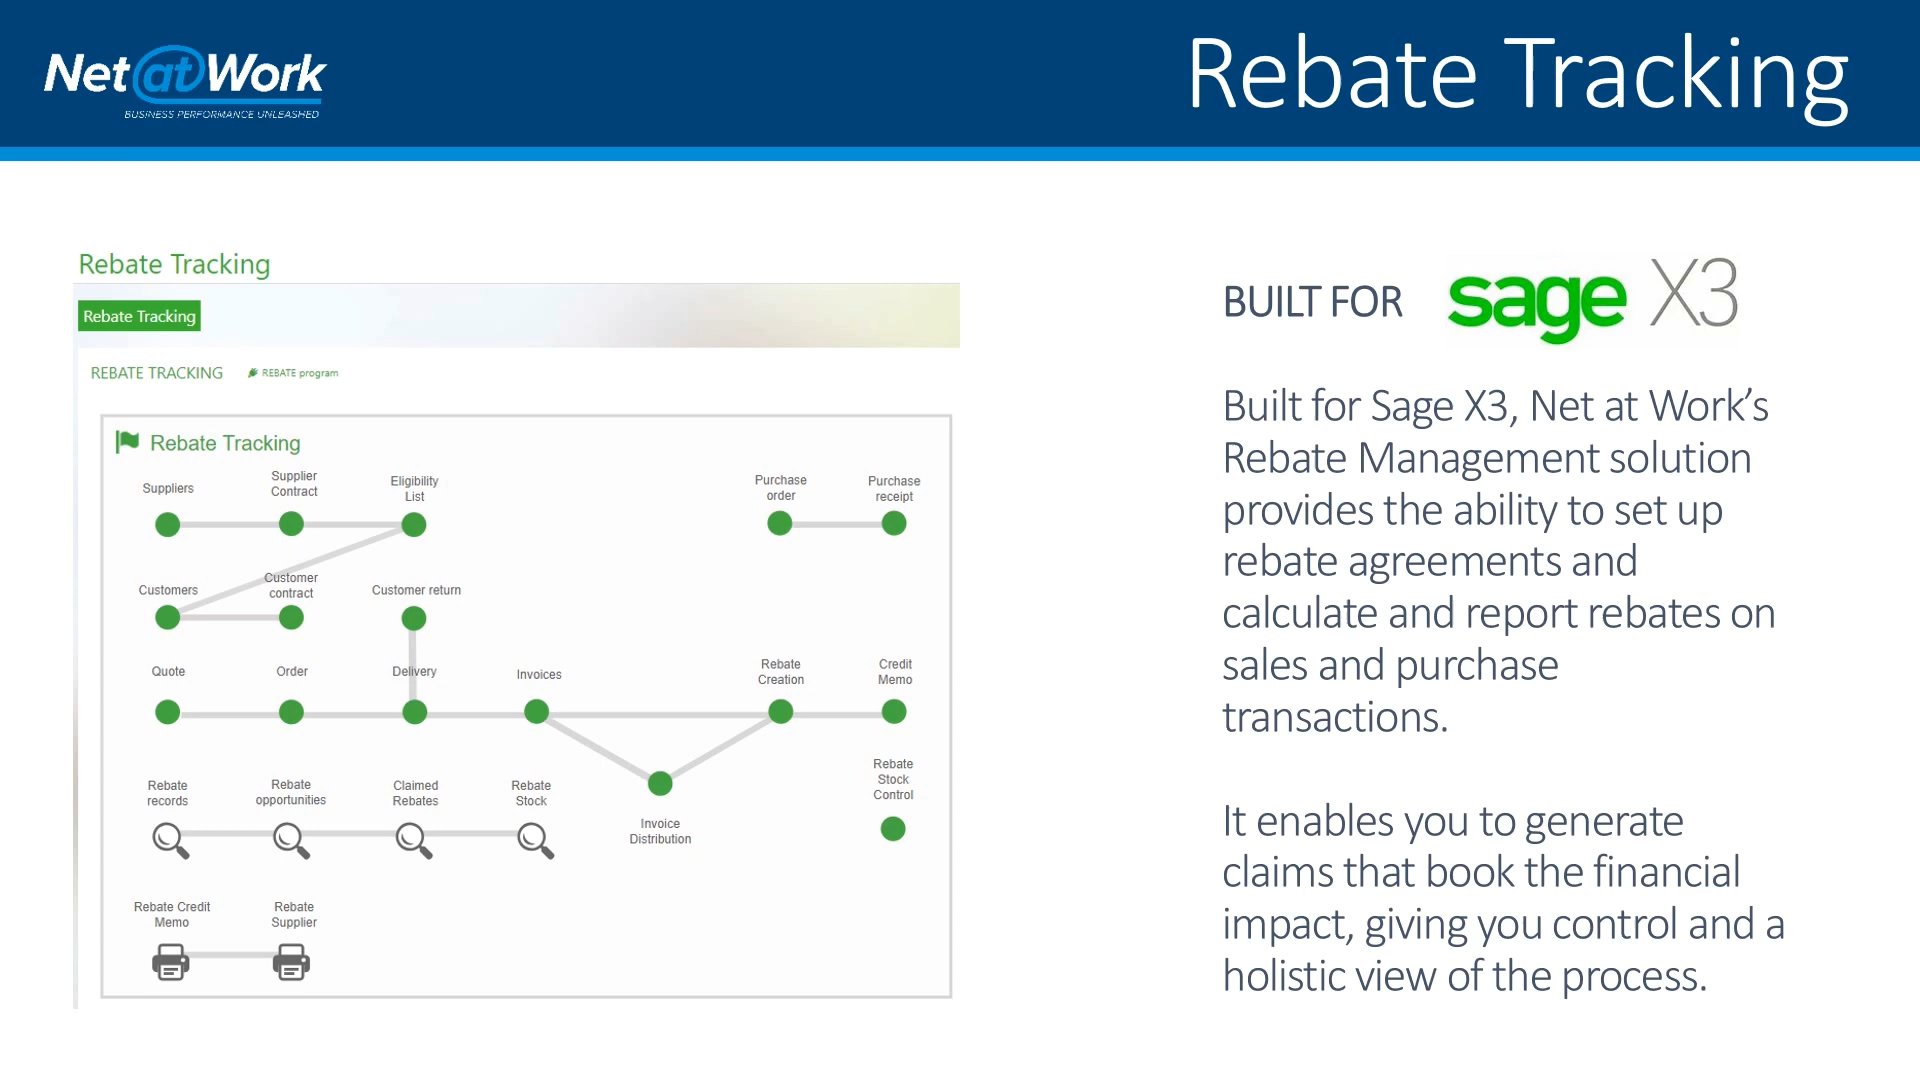 Net at Work
BUSINESS PERFORMANCE UNLEASHED
Rebate Tracking
Rebate Tracking
Rebate Tracking
REBATE TRACKING
REBATE program
Rebate Tracking
Suppliers
Supplier
Contract
Eligibility
List
Purchase
order
Purchase
receipt
Customers
Customer
contract
Customer return
Quote
Order
Delivery
Invoices
Rebate
Creation
Credit
Memo
Invoice
Distribution
Rebate
Stock
Control
Rebate
records
Rebate
opportunities
Claimed
Rebates
Rebate
Stock
Rebate Credit
Memo
Rebate
Supplier
BUILT FOR sage X3
Built for Sage X3, Net at Work’s
Rebate Management solution
provides the ability to set up
rebate agreements and
calculate and report rebates on
sales and purchase
transactions.
It enables you to generate
claims that book the financial
impact, giving you control and a
holistic view of the process.